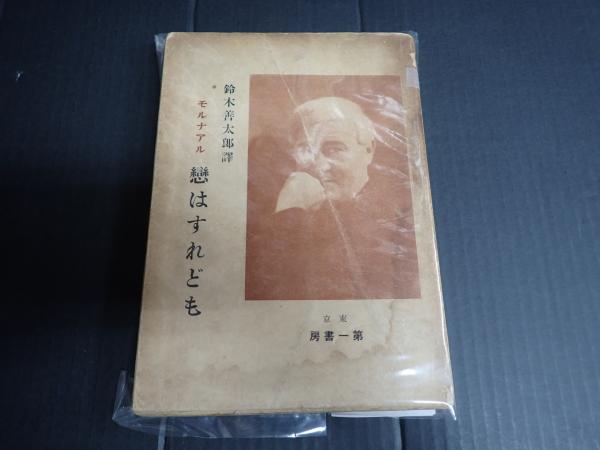 鈴木善太郎譯
モルナアル
戀はすれども
東京
第一書房